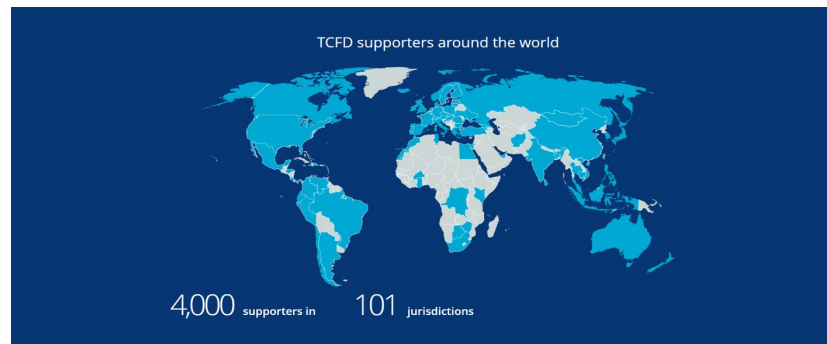 TCFD supporters around the world
4,000 supporters in 101 jurisdictions